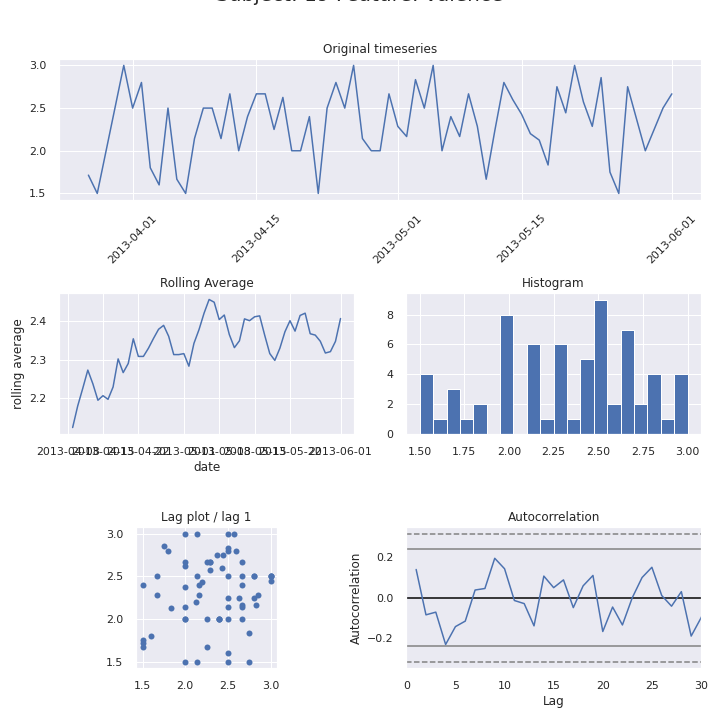 Original timeseries
3.0
2.5
2.0
1.5
2013-04-01
2013-04-15
2013-05-01
2013-05-15
2013-06-01
Rolling Average
Histogram
rolling average
2.4
2.3
2.2
date
8
6
4
2
0
1.50 1.75 2.00 2.25 2.50 2.75 3.00
Lag plot / lag 1
3.0
2.5
2.0
1.5
1.5 2.0 2.5 3.0
Autocorrelation
Autocorrelation
0.2
0.0
−0.2
0 5 10 15 20 25 30
Lag